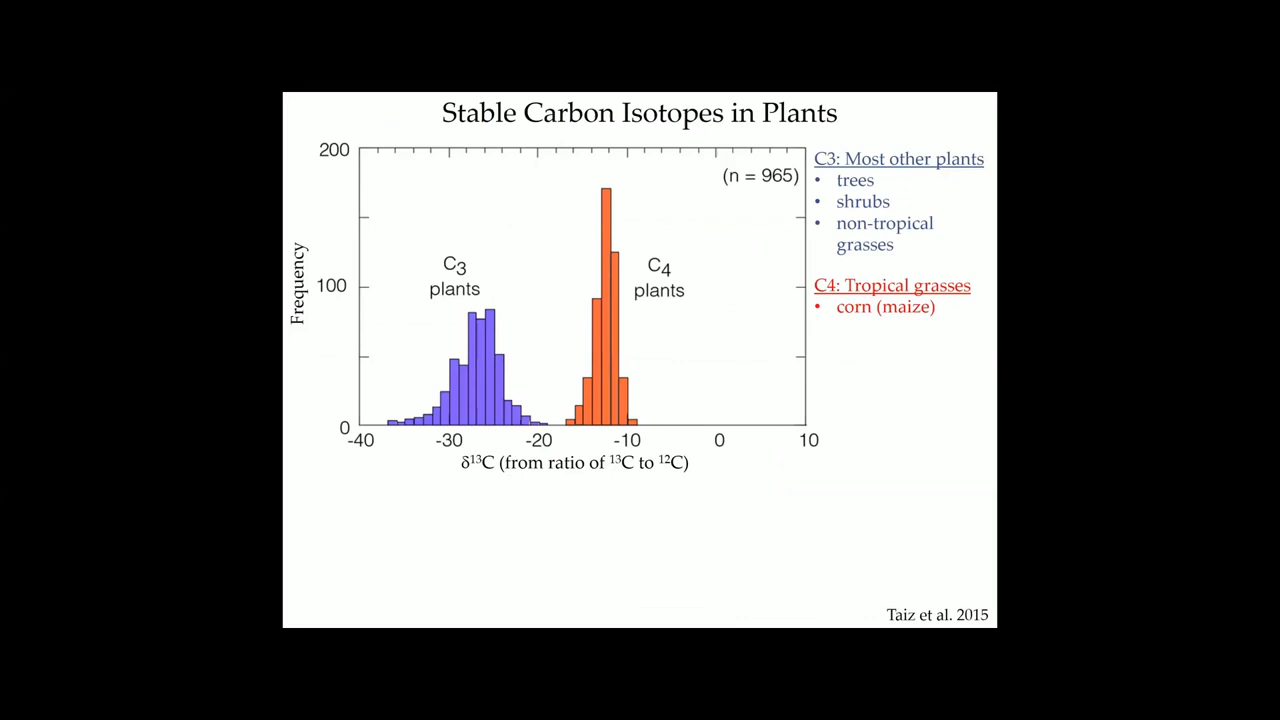 Stable Carbon Isotopes in Plants
200
(n = 965)
C3
plants
C4
plants
100
0
Frequency
-40 -30 -20 -10 0 10
δ¹³C (from ratio of ¹³C to ¹²C)
C3: Most other plants
• trees
• shrubs
• non-tropical
grasses
C4: Tropical grasses
• corn (maize)
Taiz et al. 2015